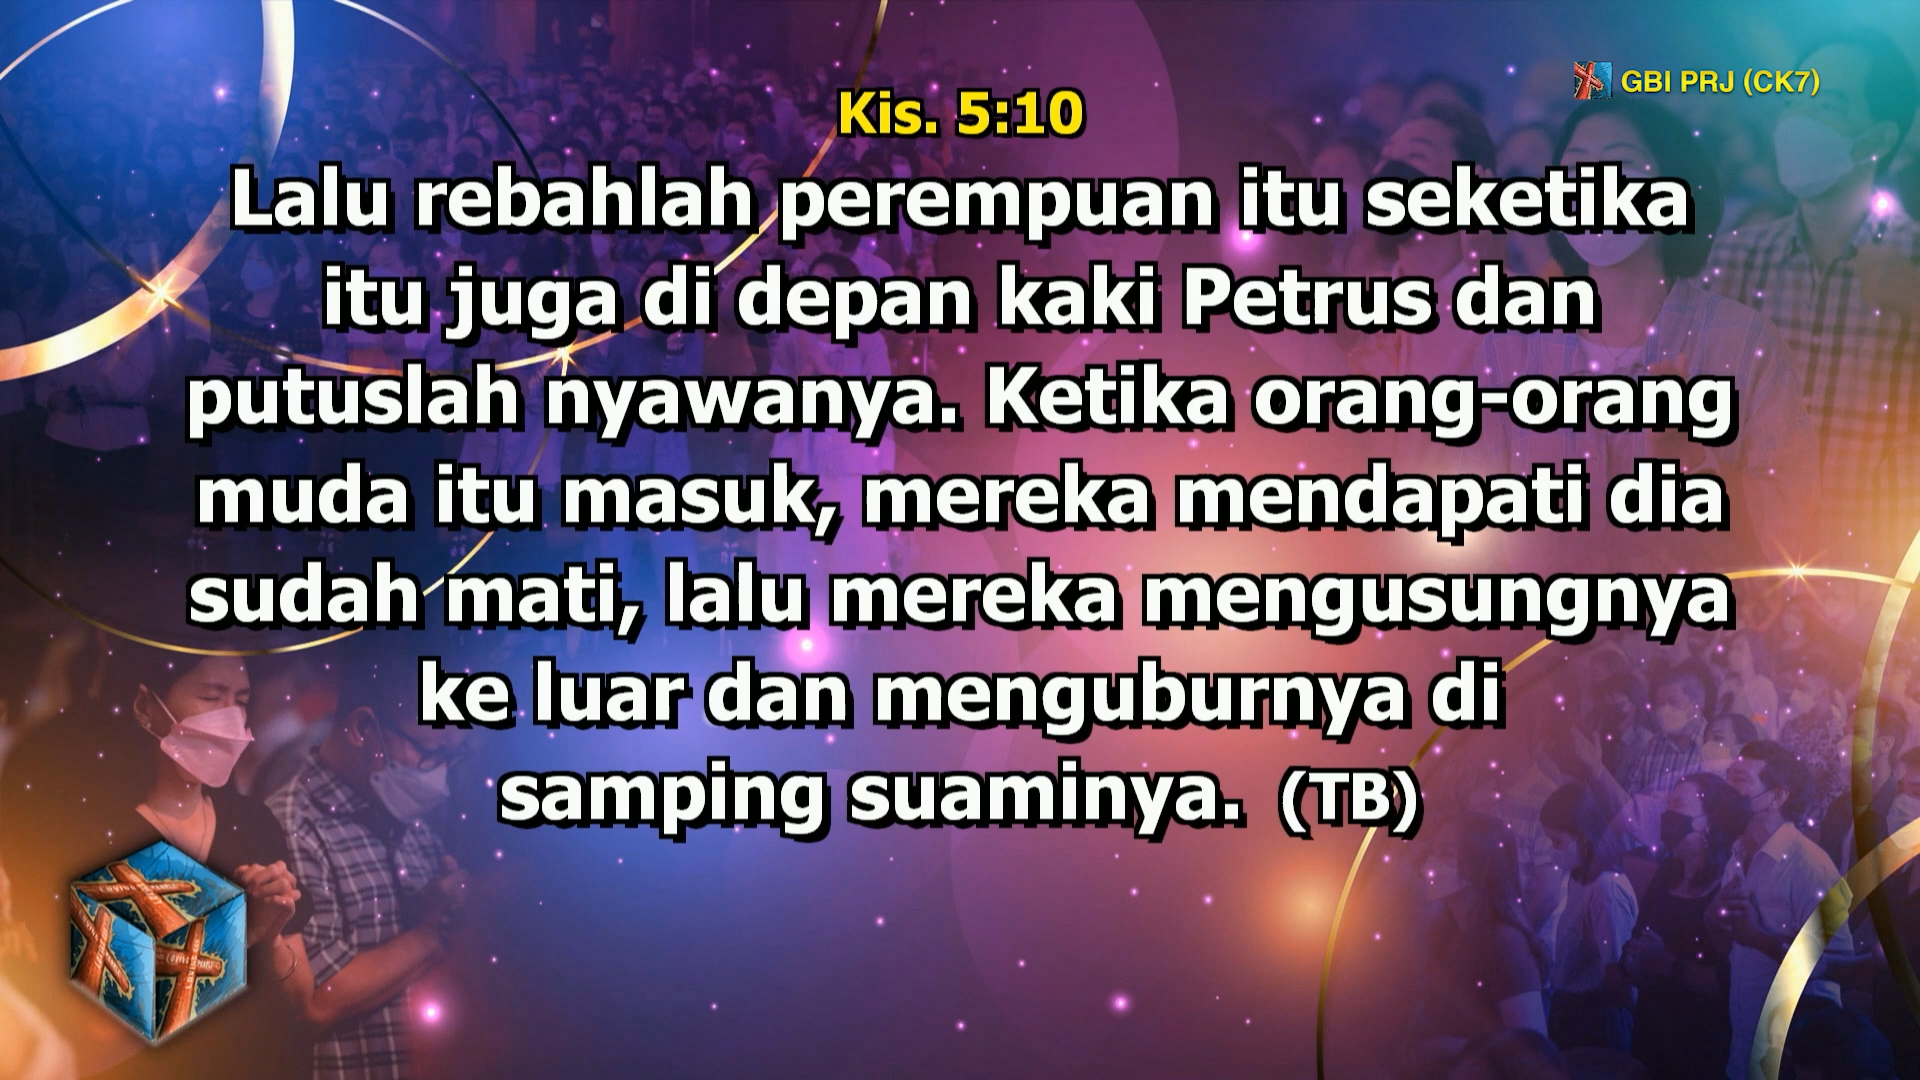 GBI PRJ (CK7)
Kis. 5:10
Lalu rebahlah perempuan itu seketika
itu juga di depan kaki Petrus dan
putuslah nyawanya. Ketika orang-orang
muda itu masuk, mereka mendapati dia
sudah mati, lalu mereka mengusungnya
ke luar dan menguburnya di
samping suaminya. (TB)